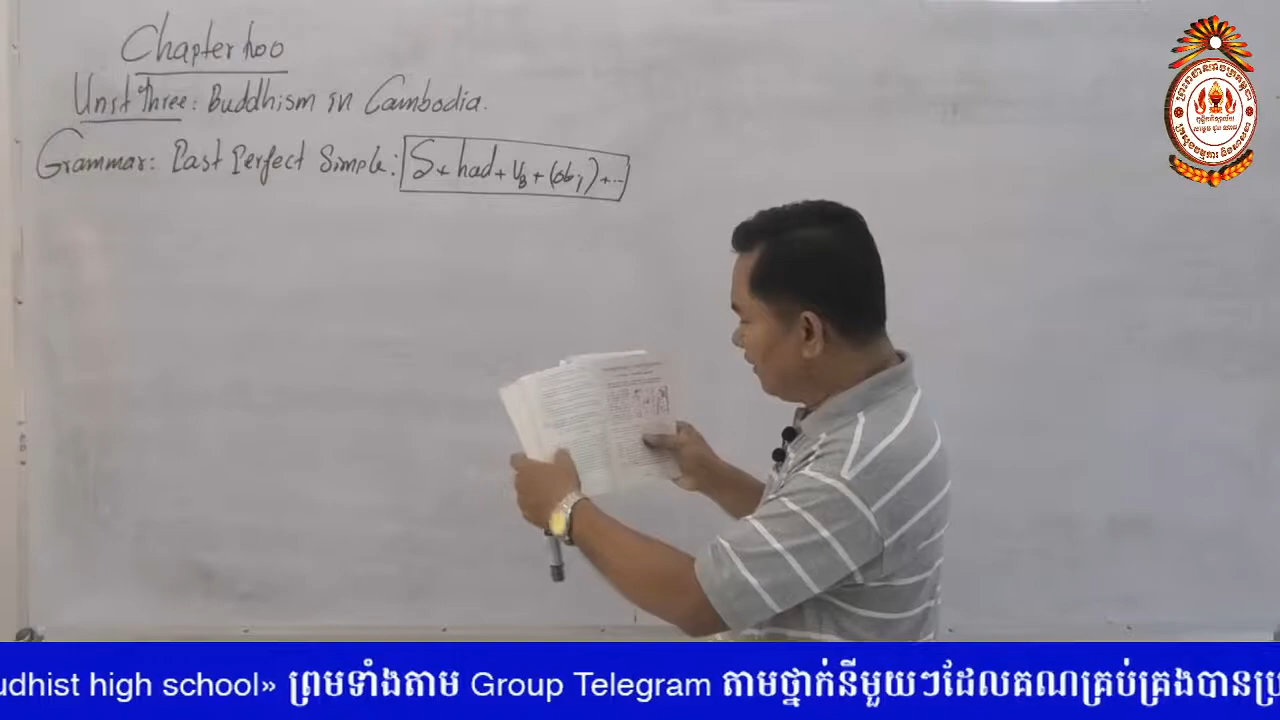 Chapter two
Unit Three: Buddhism in Cambodia.
Grammar: Past Perfect Simple: S + had + V3 + (obj) + ...
udhist high school» ព្រមទាំងតាម Group Telegram តាមថ្នាក់នីមួយៗដែលគណគ្រប់គ្រងបានប្រ